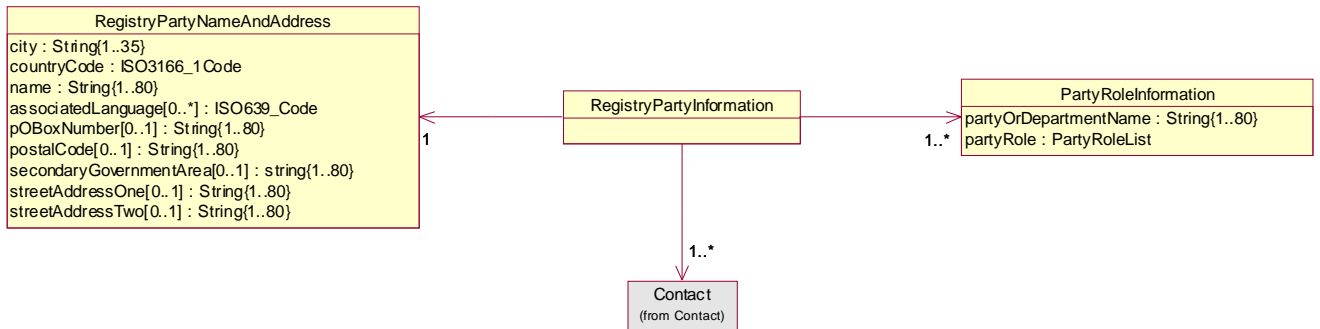 RegistryPartyNameAndAddress
city : String{1..35}
countryCode : ISO3166_1Code
name : String{1..80}
associatedLanguage[0..*] : ISO639_Code
pOBoxNumber[0..1] : String{1..80}
postalCode[0..1] : String{1..80}
secondaryGovernmentArea[0..1] : string{1..80}
streetAddressOne[0..1] : String{1..80}
streetAddressTwo[0..1] : String{1..80}
1
RegistryPartyInformation
1..*
PartyRoleInformation
partyOrDepartmentName : String{1..80}
partyRole : PartyRoleList
1..*
Contact
(from Contact)